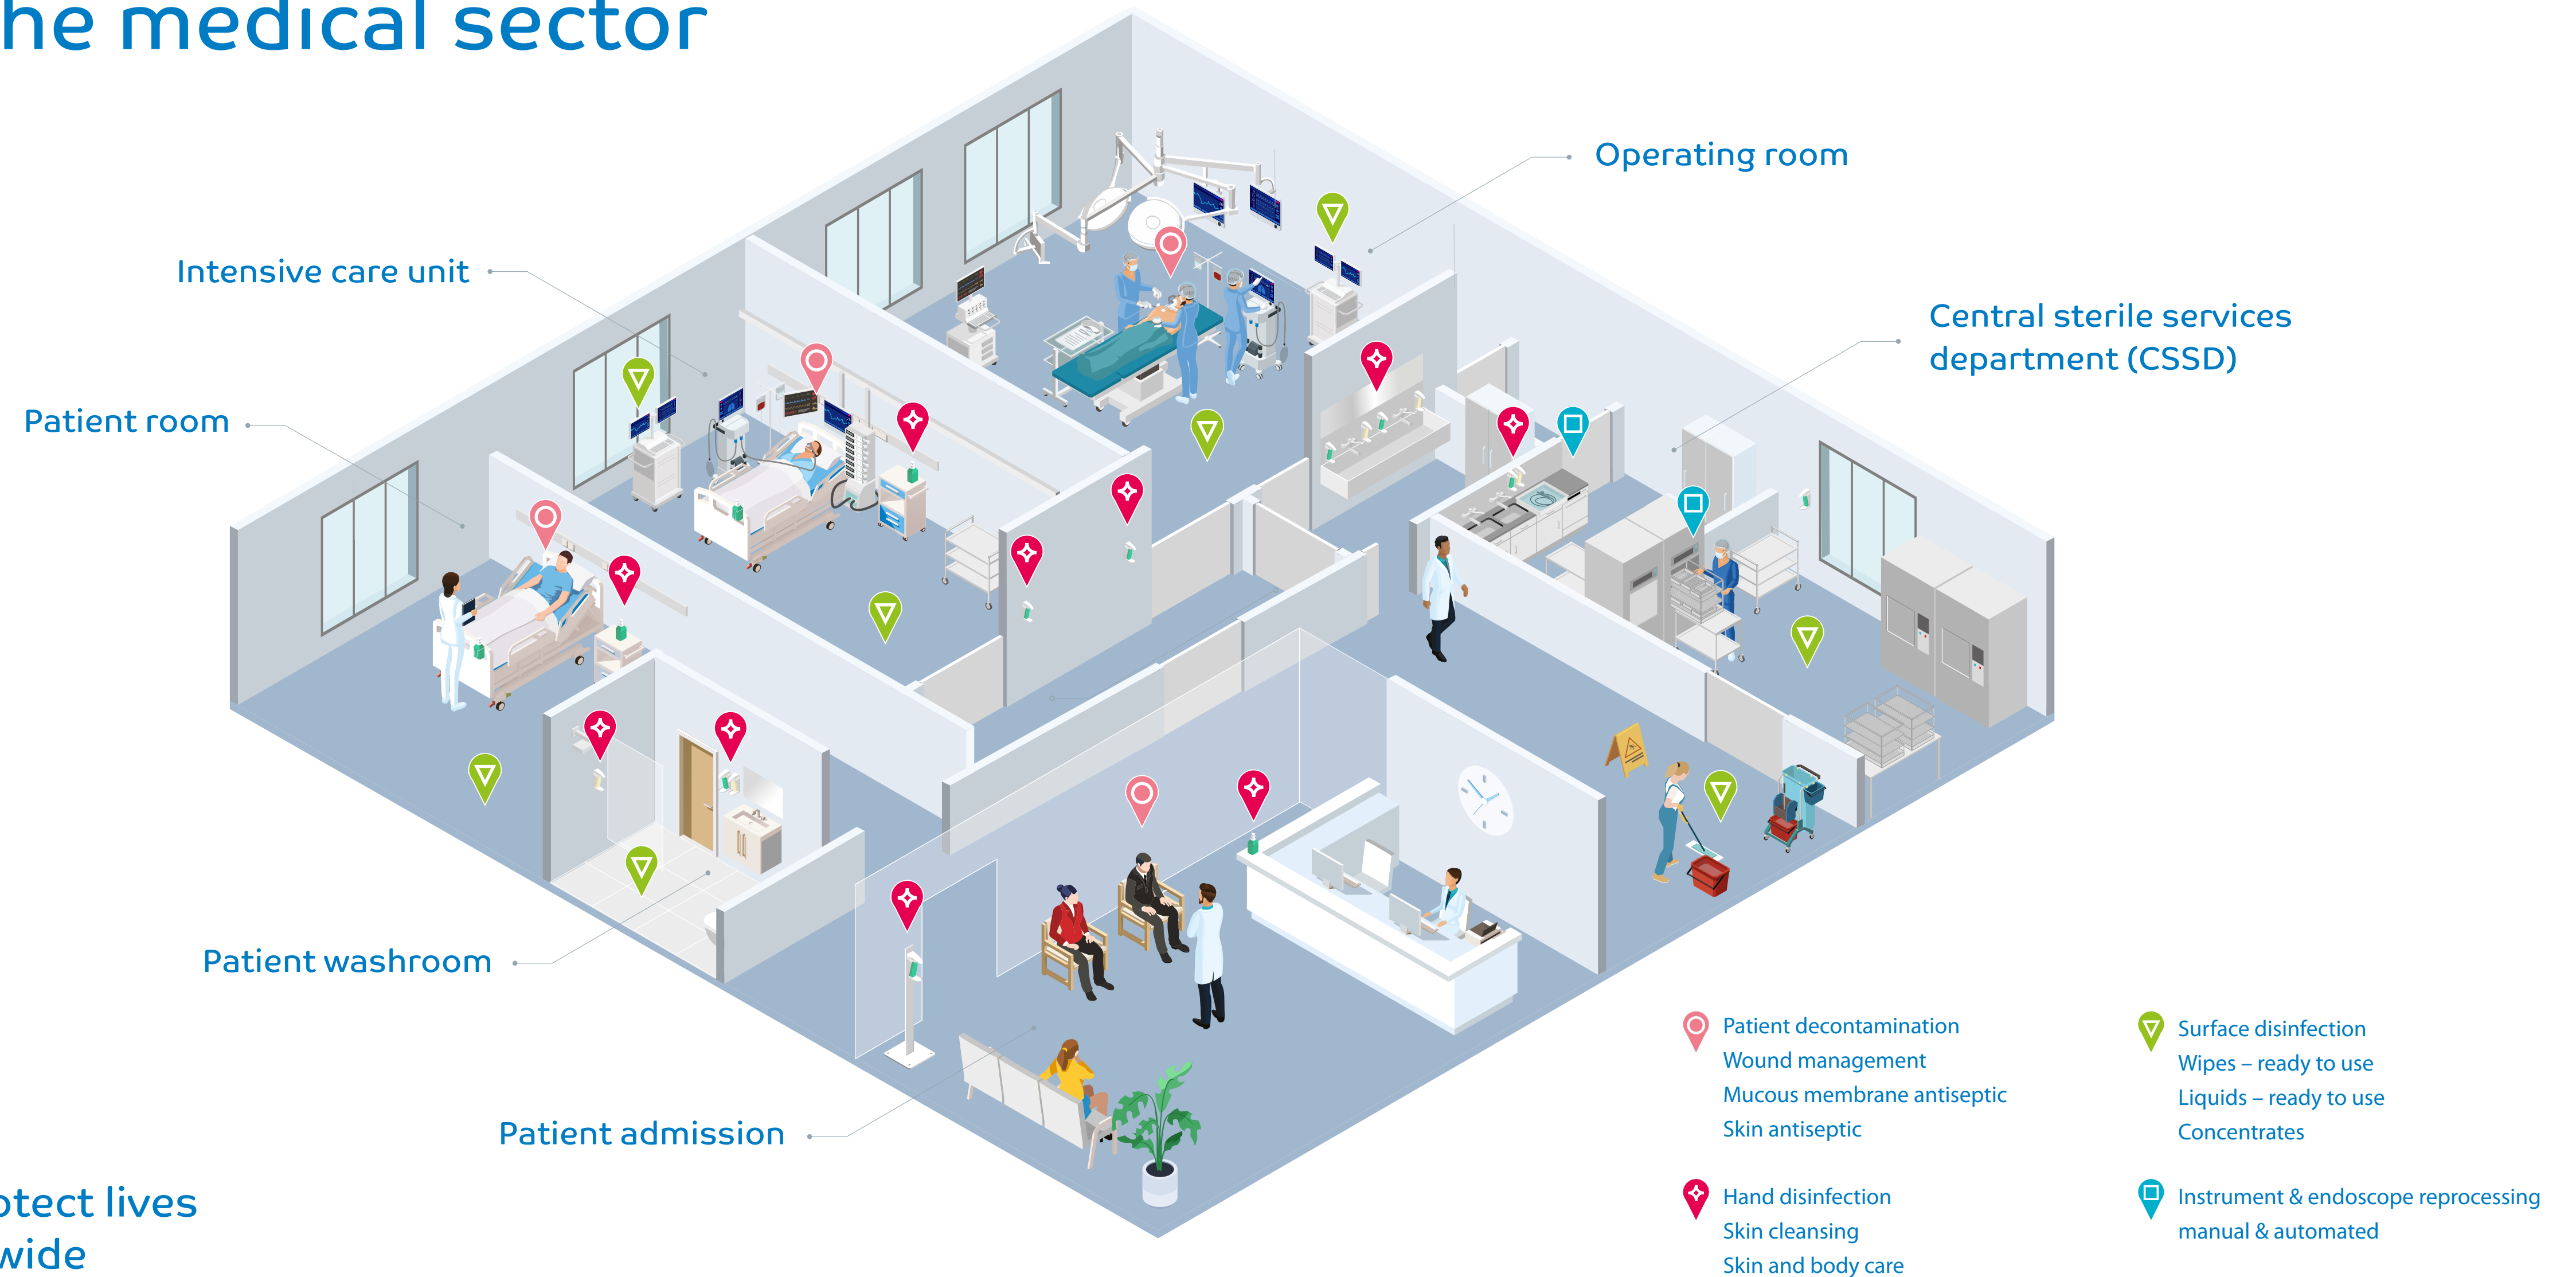 he medical sector
Operating room
Intensive care unit
Central sterile services
department (CSSD)
Patient room
Patient washroom
Patient admission
otect lives
wide
Patient decontamination
Wound management
Mucous membrane antiseptic
Skin antiseptic
Surface disinfection
Wipes – ready to use
Liquids – ready to use
Concentrates
Hand disinfection
Skin cleansing
Skin and body care
Instrument & endoscope reprocessing
manual & automated